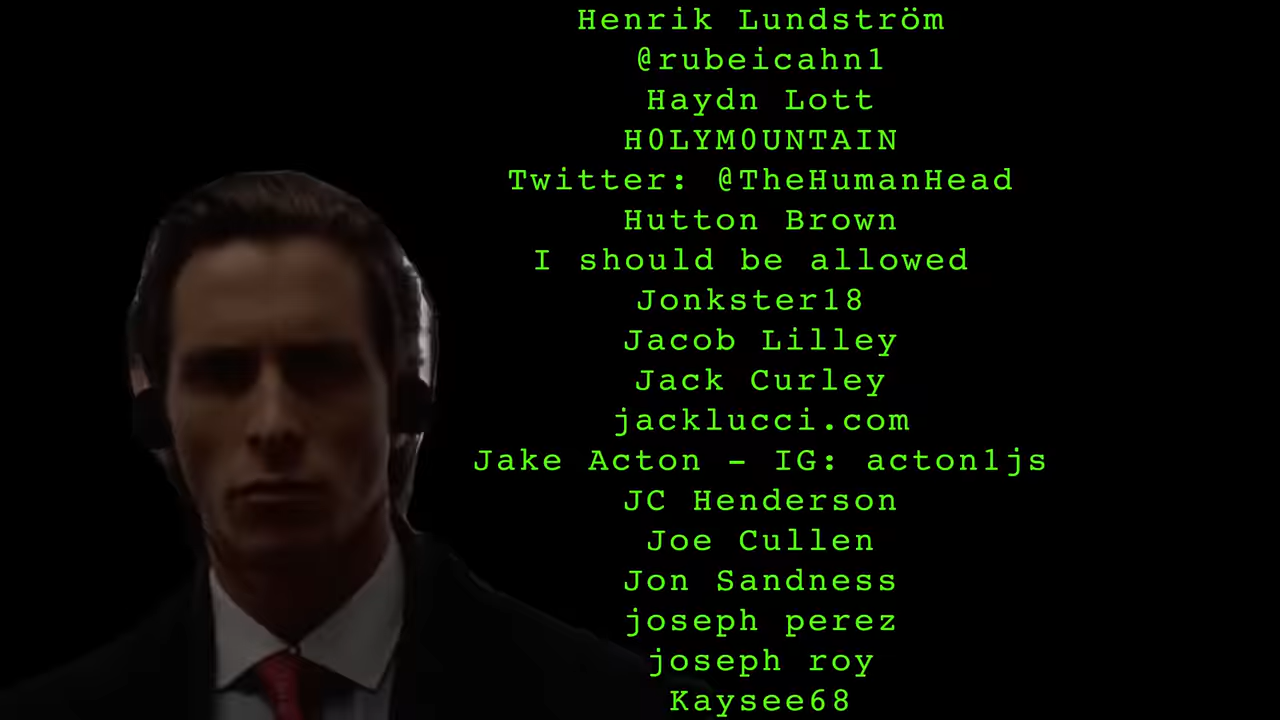 Henrik Lundström
@rubeicahn1
Haydn Lott
H0LYM0UNTAIN
Twitter: @TheHumanHead
Hutton Brown
I should be allowed
Jonkster18
Jacob Lilley
Jack Curley
jacklucci.com
Jake Acton - IG: acton1js
JC Henderson
Joe Cullen
Jon Sandness
joseph perez
joseph roy
Kaysee68